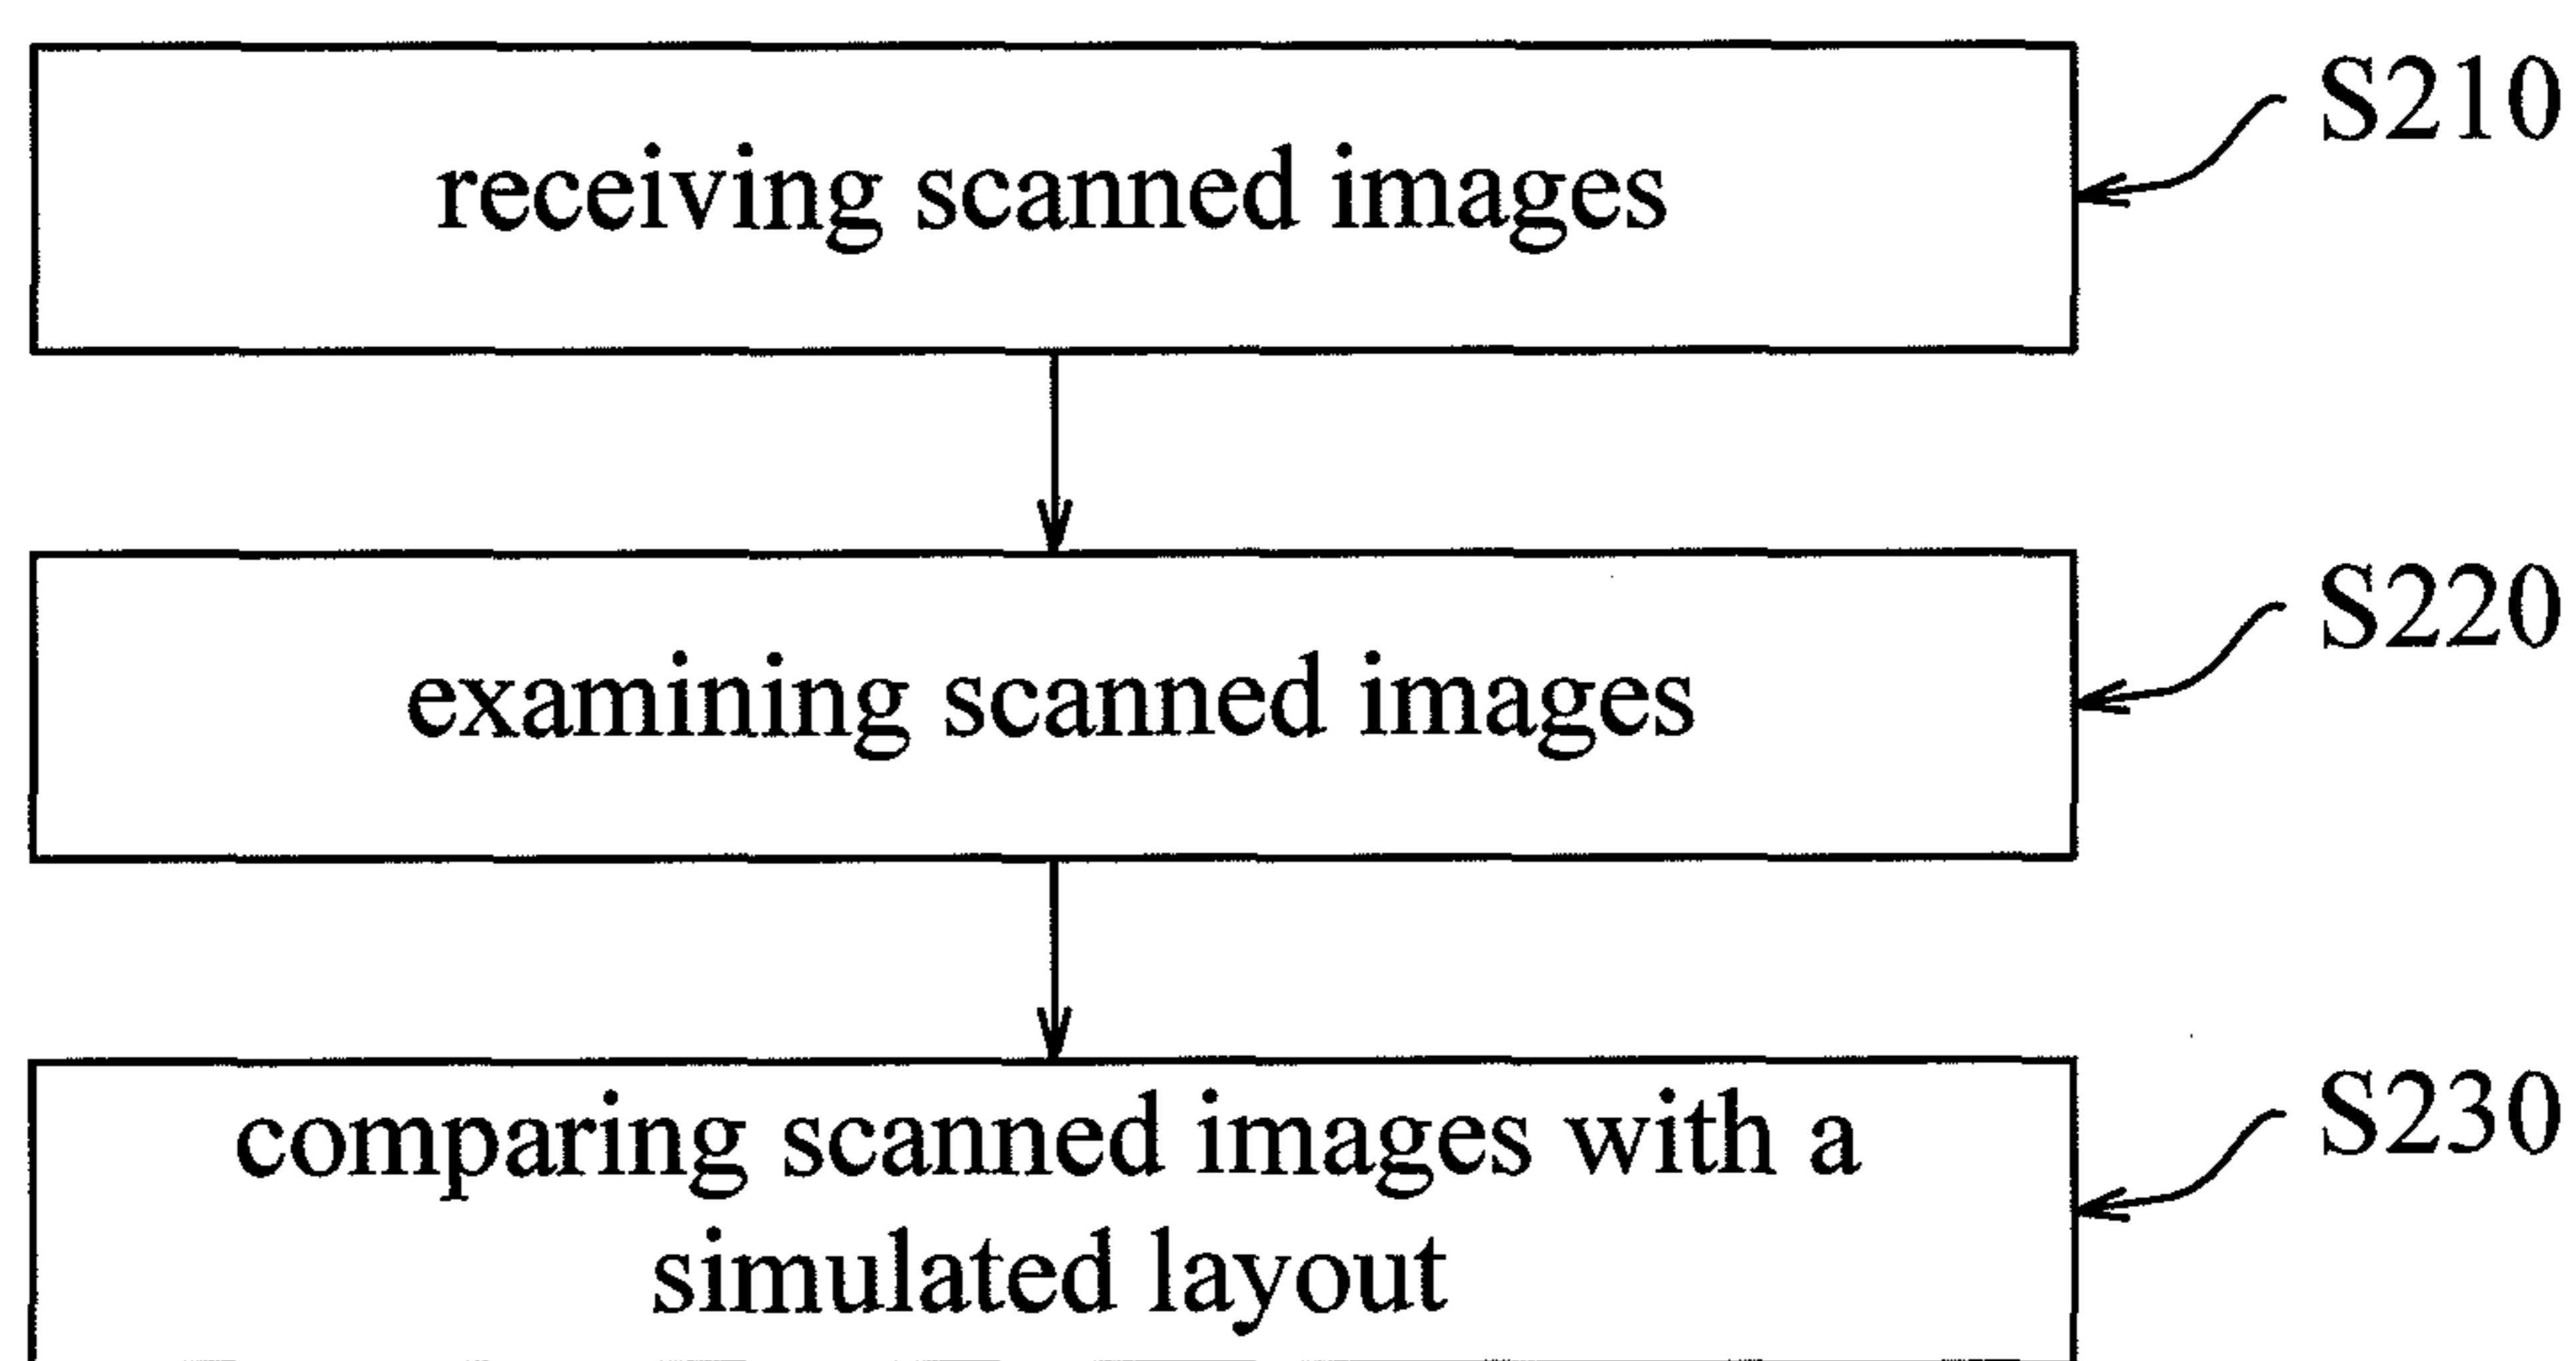 receiving scanned images
S210
examining scanned images
S220
comparing scanned images with a
simulated layout
S230